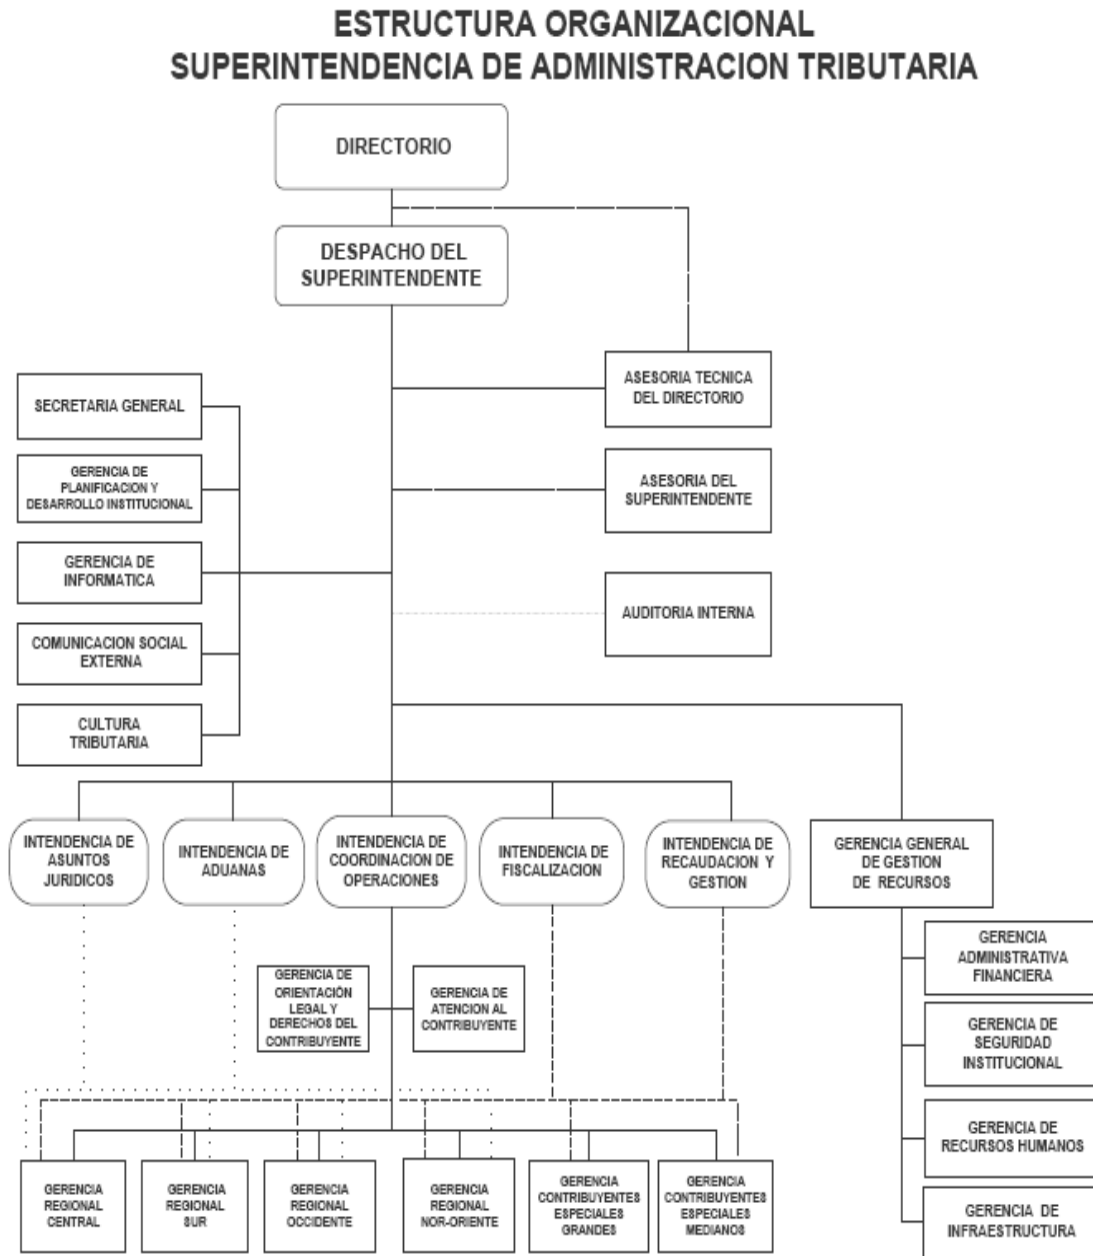 ESTRUCTURA ORGANIZACIONAL
SUPERINTENDENCIA DE ADMINISTRACION TRIBUTARIA
DIRECTORIO
DESPACHO DEL
SUPERINTENDENTE
ASESORIA TECNICA
DEL DIRECTORIO
SECRETARIA GENERAL
GERENCIA DE
PLANIFICACION Y
DESARROLLO INSTITUCIONAL
ASESORIA DEL
SUPERINTENDENTE
GERENCIA DE
INFORMATICA
AUDITORIA INTERNA
COMUNICACION SOCIAL
EXTERNA
CULTURA
TRIBUTARIA
INTENDENCIA DE
ASUNTOS
JURIDICOS
INTENDENCIA DE
ADUANAS
INTENDENCIA DE
COORDINACION DE
OPERACIONES
INTENDENCIA DE
FISCALIZACION
INTENDENCIA DE
RECAUDACION Y
GESTION
GERENCIA GENERAL
DE GESTION
DE RECURSOS
GERENCIA DE
ORIENTACIÓN
LEGAL Y
DERECHOS DEL
CONTRIBUYENTE
GERENCIA DE
ATENCION AL
CONTRIBUYENTE
GERENCIA
ADMINISTRATIVA
FINANCIERA
GERENCIA DE
SEGURIDAD
INSTITUCIONAL
GERENCIA DE
RECURSOS HUMANOS
GERENCIA DE
INFRAESTRUCTURA
GERENCIA
REGIONAL
CENTRAL
GERENCIA
REGIONAL
SUR
GERENCIA
REGIONAL
OCCIDENTE
GERENCIA
REGIONAL
NOR-ORIENTE
GERENCIA
CONTRIBUYENTES
ESPECIALES
GRANDES
GERENCIA
CONTRIBUYENTES
ESPECIALES
MEDIANOS